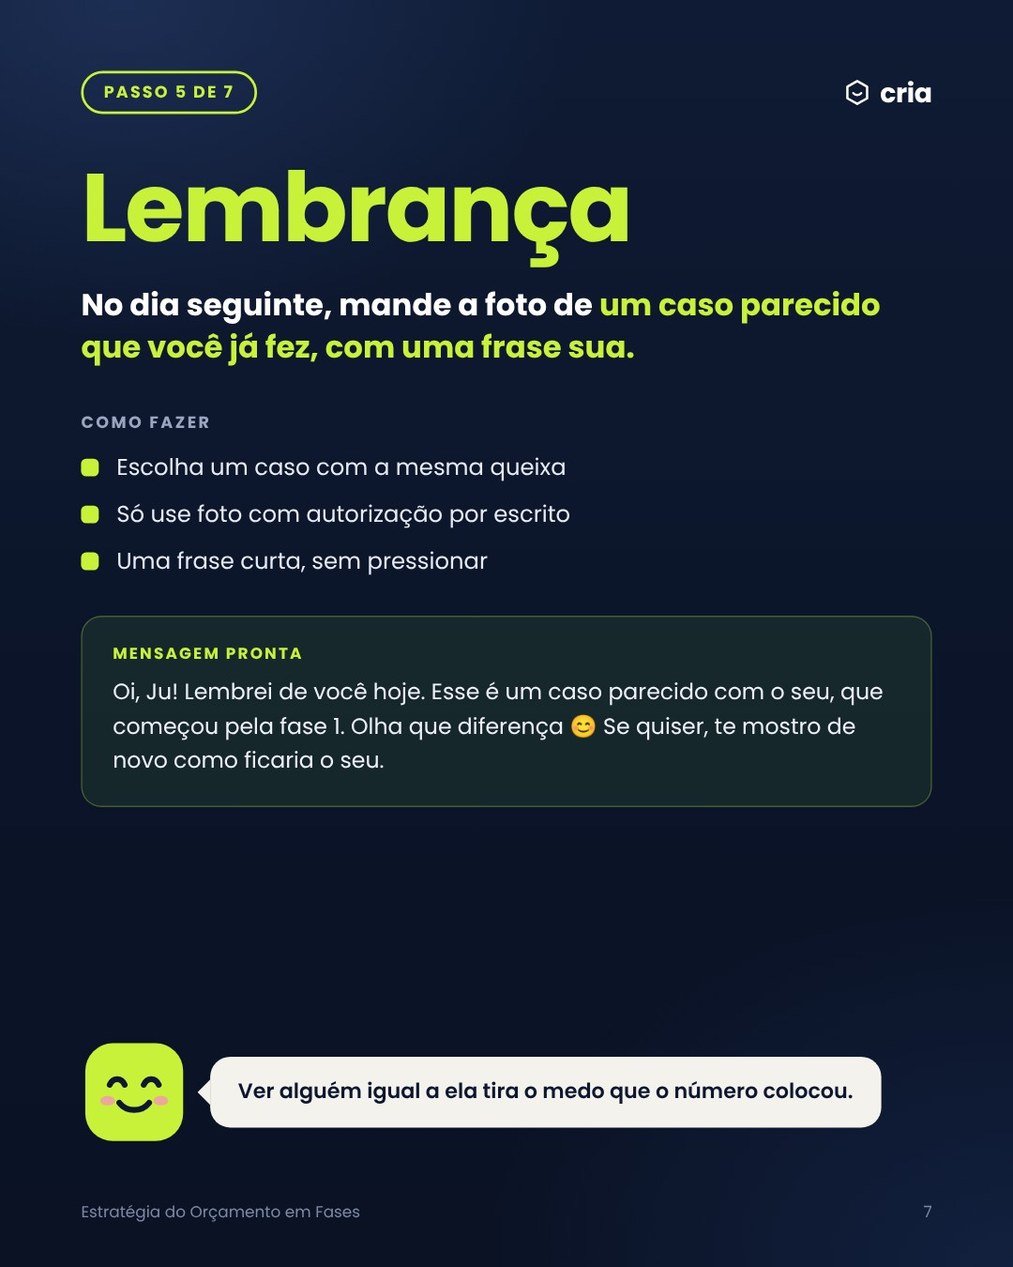 PASSO 5 DE 7
cria
Lembrança
No dia seguinte, mande a foto de um caso parecido
que você já fez, com uma frase sua.
COMO FAZER
Escolha um caso com a mesma queixa
Só use foto com autorização por escrito
Uma frase curta, sem pressionar
MENSAGEM PRONTA
Oi, Ju! Lembrei de você hoje. Esse é um caso parecido com o seu, que
começou pela fase 1. Olha que diferença 😊 Se quiser, te mostro de
novo como ficaria o seu.
Ver alguém igual a ela tira o medo que o número colocou.
Estratégia do Orçamento em Fases
7